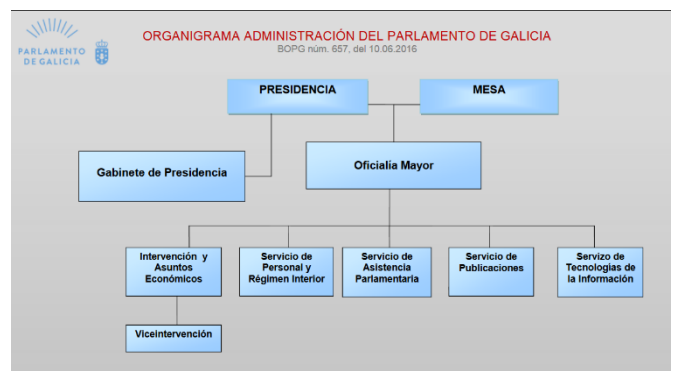 PARLAMENTO
DE GALICIA
ORGANIGRAMA ADMINISTRACIÓN DEL PARLAMENTO DE GALICIA
BOPG núm. 657, del 10.06.2016
PRESIDENCIA
MESA
Gabinete de Presidencia
Oficialía Mayor
Intervención y
Asuntos
Económicos
Servicio de
Personal y
Régimen Interior
Servicio de
Asistencia
Parlamentaria
Servicio de
Publicaciones
Servizo de
Tecnologías de
la Información
Viceintervención